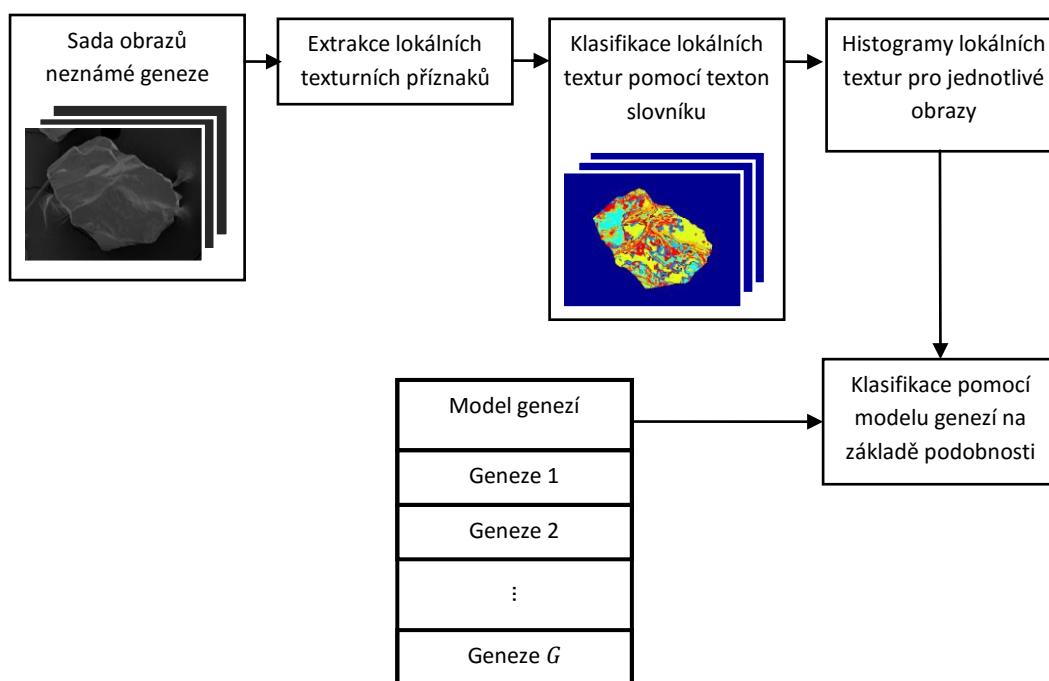 Sada obrazů
neznámé geneze
Extrakce lokálních
texturních příznaků
Klasifikace lokálních
textur pomocí texton
slovníku
Histogramy lokálních
textur pro jednotlivé
obrazy
Klasifikace pomocí
modelu genezí na
základě podobnosti
Model genezí
Geneze 1
Geneze 2
⋮
Geneze G